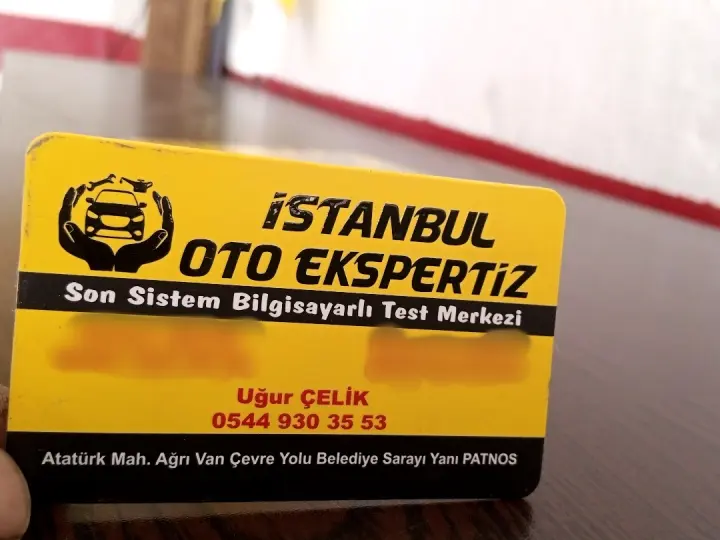 İSTANBUL
OTO EKSPERTİZ
Son Sistem Bilgisayarlı Test Merkezi
Uğur ÇELİK
0544 930 35 53
Atatürk Mah. Ağrı Van Çevre Yolu Belediye Sarayı Yanı PATNOS